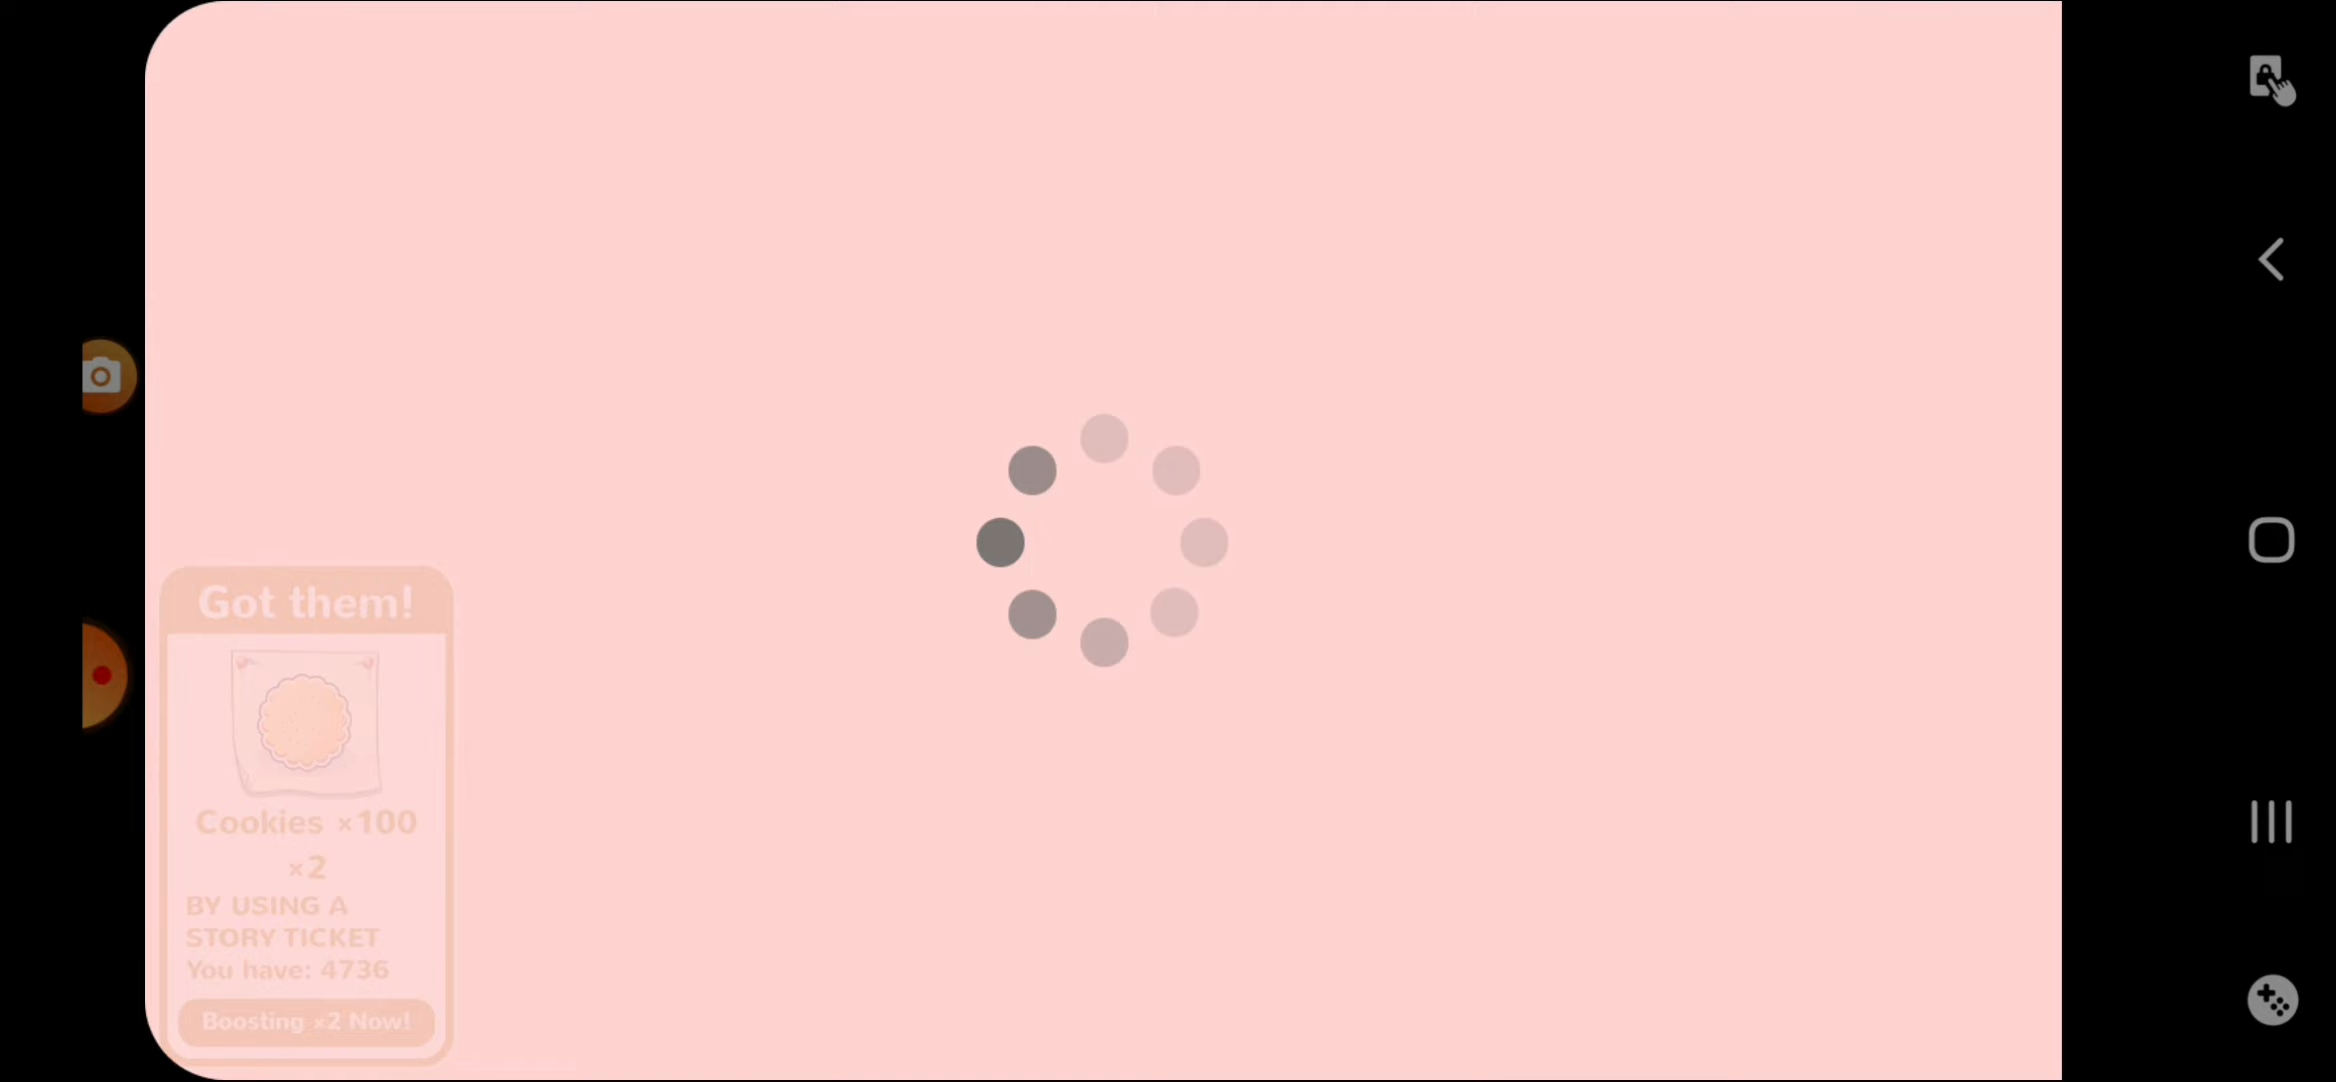 Got them!
Cookies ×100
×2
BY USING A
STORY TICKET
You have: 4736
Boosting ×2 Now!